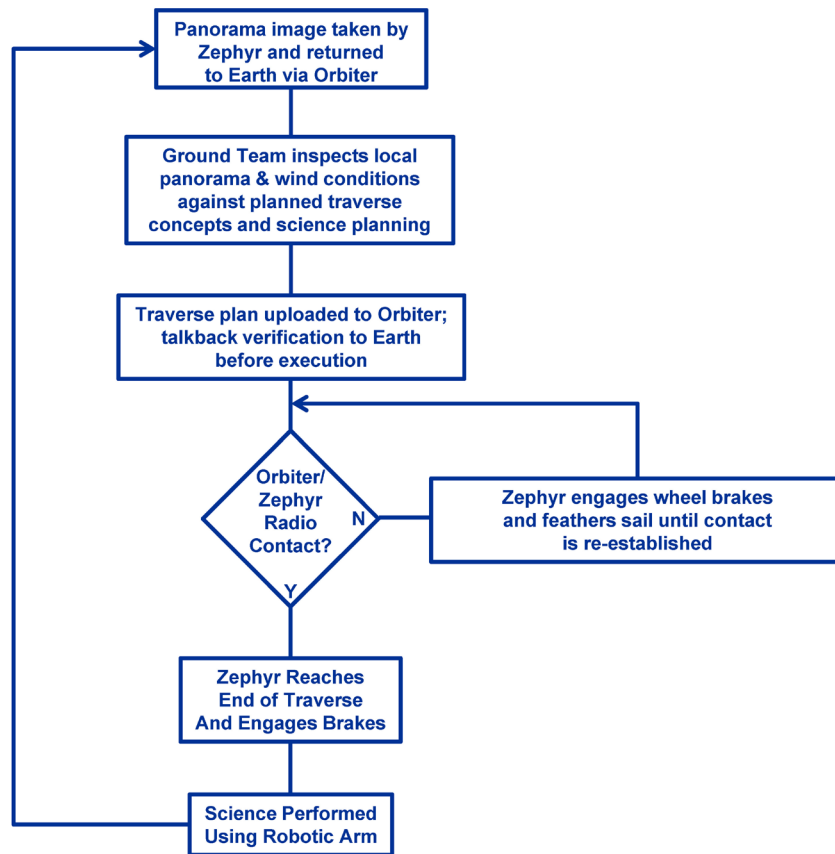 Panorama image taken by
Zephyr and returned
to Earth via Orbiter
Ground Team inspects local
panorama & wind conditions
against planned traverse
concepts and science planning
Traverse plan uploaded to Orbiter;
talkback verification to Earth
before execution
Orbiter/
Zephyr
Radio
Contact?
N
Y
Zephyr engages wheel brakes
and feathers sail until contact
is re-established
Zephyr Reaches
End of Traverse
And Engages Brakes
Science Performed
Using Robotic Arm